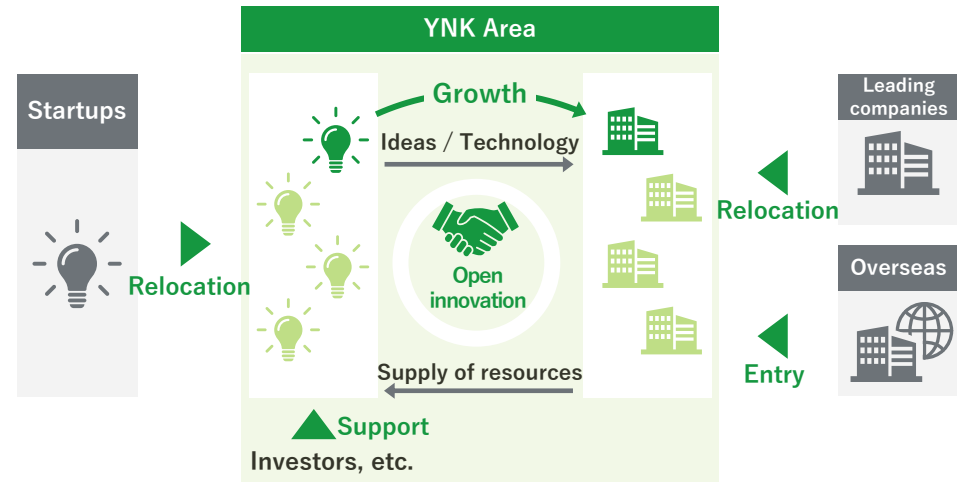 YNK Area
Startups
Relocation
Growth
Ideas / Technology
Open
innovation
Supply of resources
Support
Investors, etc.
Leading
companies
Relocation
Overseas
Entry